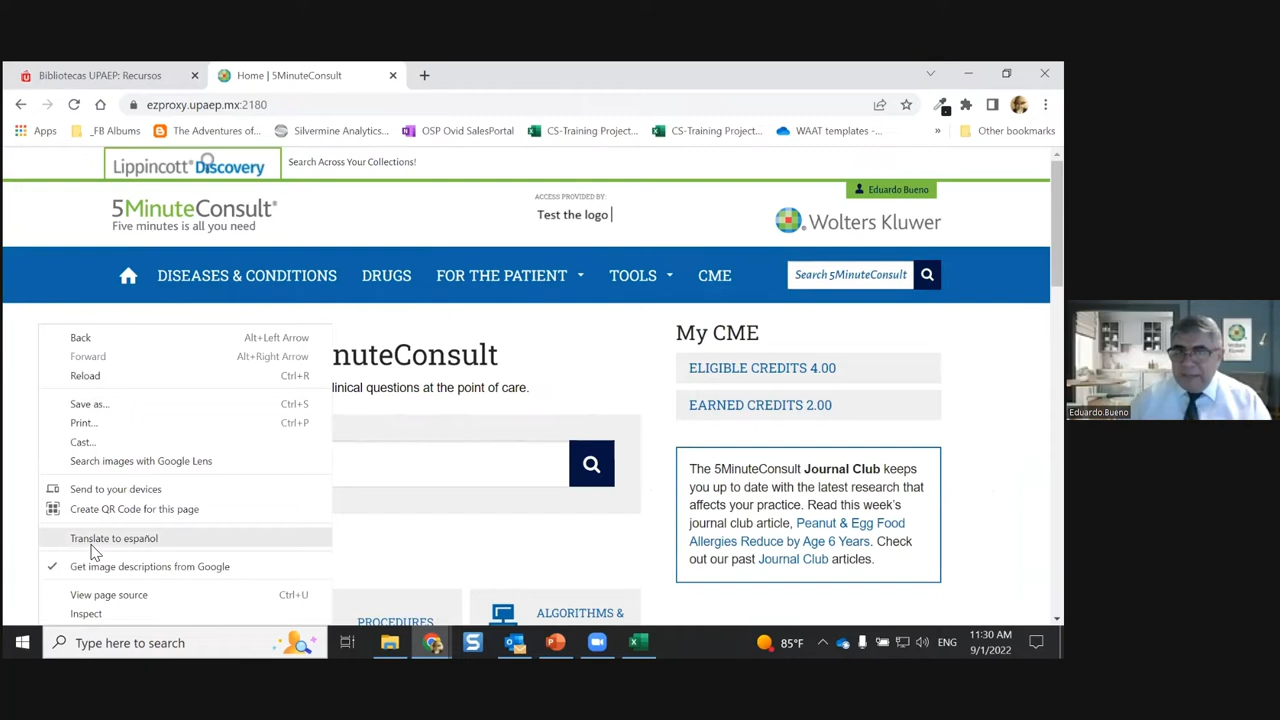 Bibliotecas UPAEP: Recursos
Home | 5MinuteConsult
ezproxy.upaep.mx:2180
Apps
_FB Albums
The Adventures of...
Silvermine Analytics...
OSP Ovid SalesPortal
CS-Training Project...
CS-Training Project...
WAAT templates -...
»
Other bookmarks
Lippincott® Discovery
Search Across Your Collections!
Eduardo Bueno
5MinuteConsult®
Five minutes is all you need
ACCESS PROVIDED BY:
Test the logo
Wolters Kluwer
DISEASES & CONDITIONS
DRUGS
FOR THE PATIENT
TOOLS
CME
Search 5MinuteConsult
Back Alt+Left Arrow
Forward Alt+Right Arrow
Reload Ctrl+R
Save as... Ctrl+S
Print... Ctrl+P
Cast...
Search images with Google Lens
Send to your devices
Create QR Code for this page
Translate to español
Get image descriptions from Google
View page source Ctrl+U
Inspect
nuteConsult
linical questions at the point of care.
PROCEDURES
ALGORITHMS &
My CME
ELIGIBLE CREDITS 4.00
EARNED CREDITS 2.00
The 5MinuteConsult Journal Club keeps
you up to date with the latest research that
affects your practice. Read this week's
journal club article, Peanut & Egg Food
Allergies Reduce by Age 6 Years. Check
out our past Journal Club articles.
Wolters
Kluwer
Eduardo.Bueno
Type here to search
85°F
ENG
11:30 AM
9/1/2022